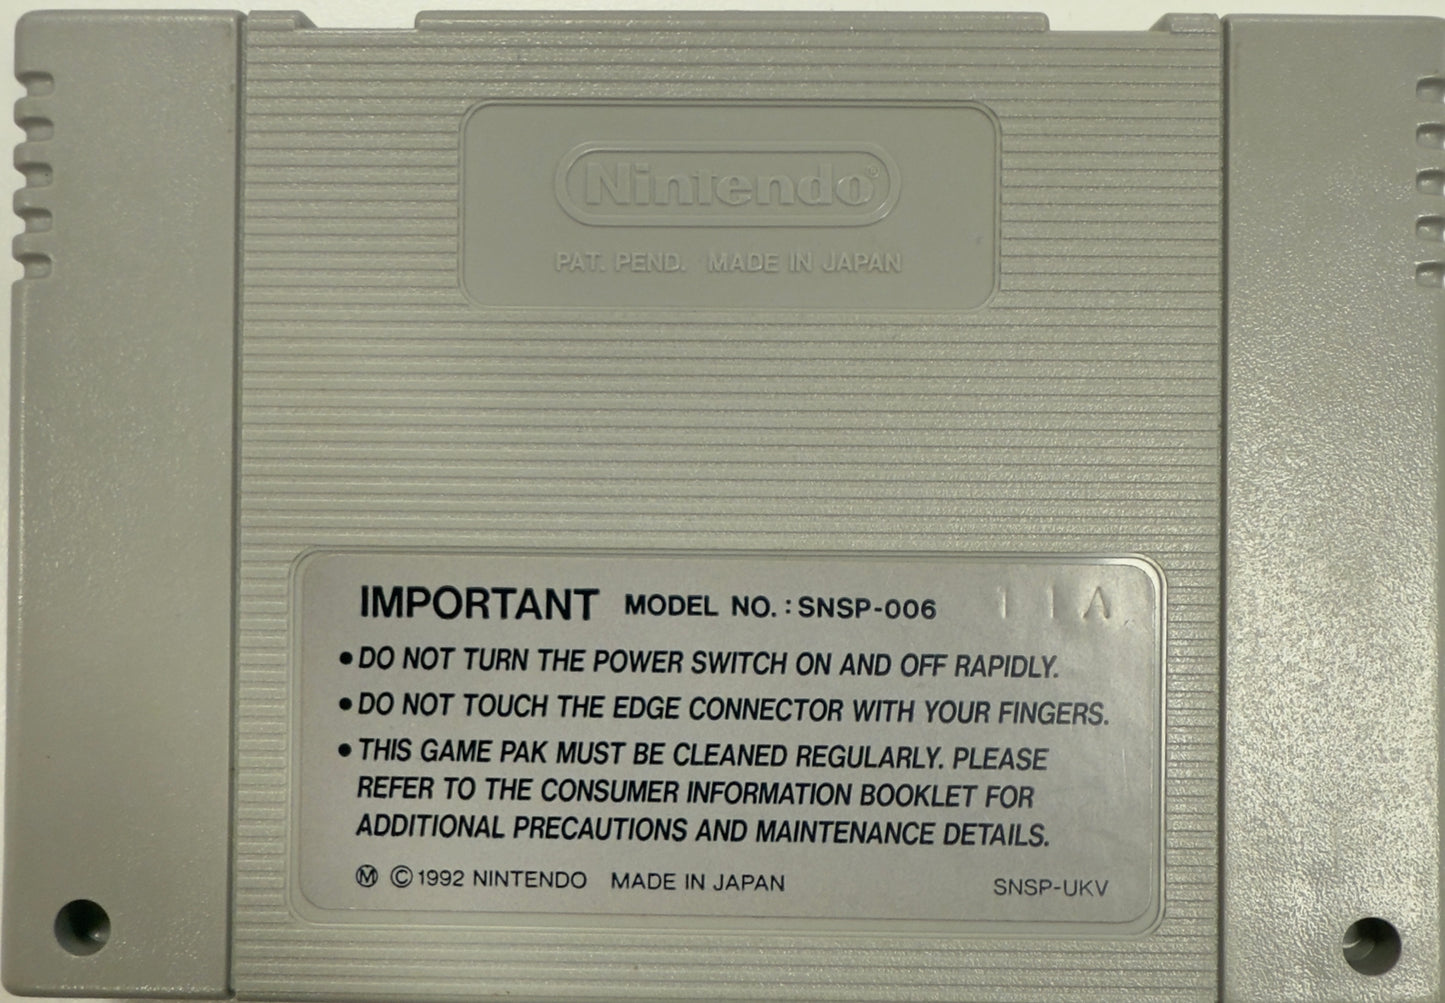 Nintendo®
PAT. PEND. MADE IN JAPAN
IMPORTANT MODEL NO.: SNSP-006 11A
•DO NOT TURN THE POWER SWITCH ON AND OFF RAPIDLY.
•DO NOT TOUCH THE EDGE CONNECTOR WITH YOUR FINGERS.
•THIS GAME PAK MUST BE CLEANED REGULARLY. PLEASE
REFER TO THE CONSUMER INFORMATION BOOKLET FOR
ADDITIONAL PRECAUTIONS AND MAINTENANCE DETAILS.
Ⓜ ©1992 NINTENDO MADE IN JAPAN SNSP-UKV